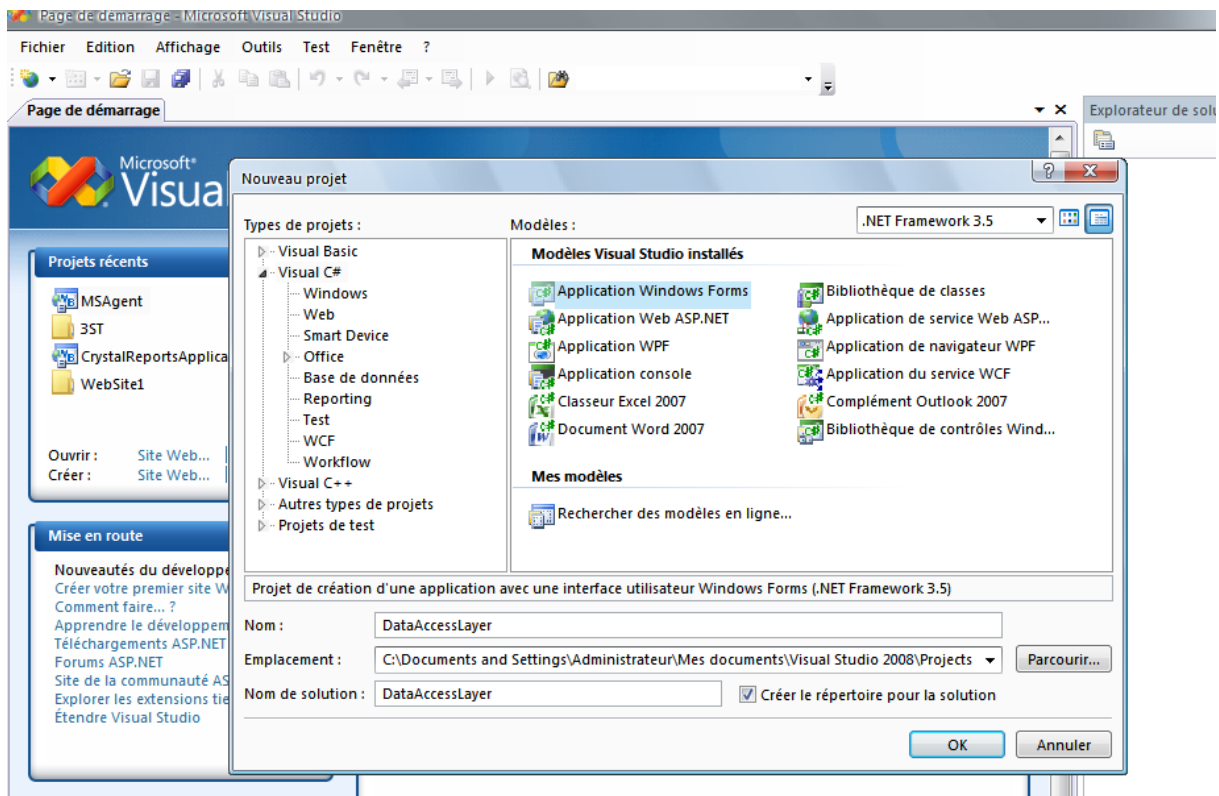 Page de démarrage - Microsoft Visual Studio
Fichier Edition Affichage Outils Test Fenêtre ?
Page de démarrage
Explorateur de solu
Microsoft®
Visua
Projets récents
MSAgent
3ST
CrystalReportsApplica
WebSite1
Ouvrir : Site Web...
Créer : Site Web...
Mise en route
Nouveautés du développe
Créer votre premier site W
Comment faire... ?
Apprendre le développem
Téléchargements ASP.NET
Forums ASP.NET
Site de la communauté AS
Explorer les extensions tie
Étendre Visual Studio
Nouveau projet
Types de projets :
Visual Basic
Visual C#
Windows
Web
Smart Device
Office
Base de données
Reporting
Test
WCF
Workflow
Visual C++
Autres types de projets
Projets de test
Modèles :
.NET Framework 3.5
Modèles Visual Studio installés
Application Windows Forms
Bibliothèque de classes
Application Web ASP.NET
Application de service Web ASP...
Application WPF
Application de navigateur WPF
Application console
Application du service WCF
Classeur Excel 2007
Complément Outlook 2007
Document Word 2007
Bibliothèque de contrôles Wind...
Mes modèles
Rechercher des modèles en ligne...
Projet de création d'une application avec une interface utilisateur Windows Forms (.NET Framework 3.5)
Nom : DataAccessLayer
Emplacement : C:\Documents and Settings\Administrateur\Mes documents\Visual Studio 2008\Projects Parcourir...
Nom de solution : DataAccessLayer Créer le répertoire pour la solution
OK Annuler